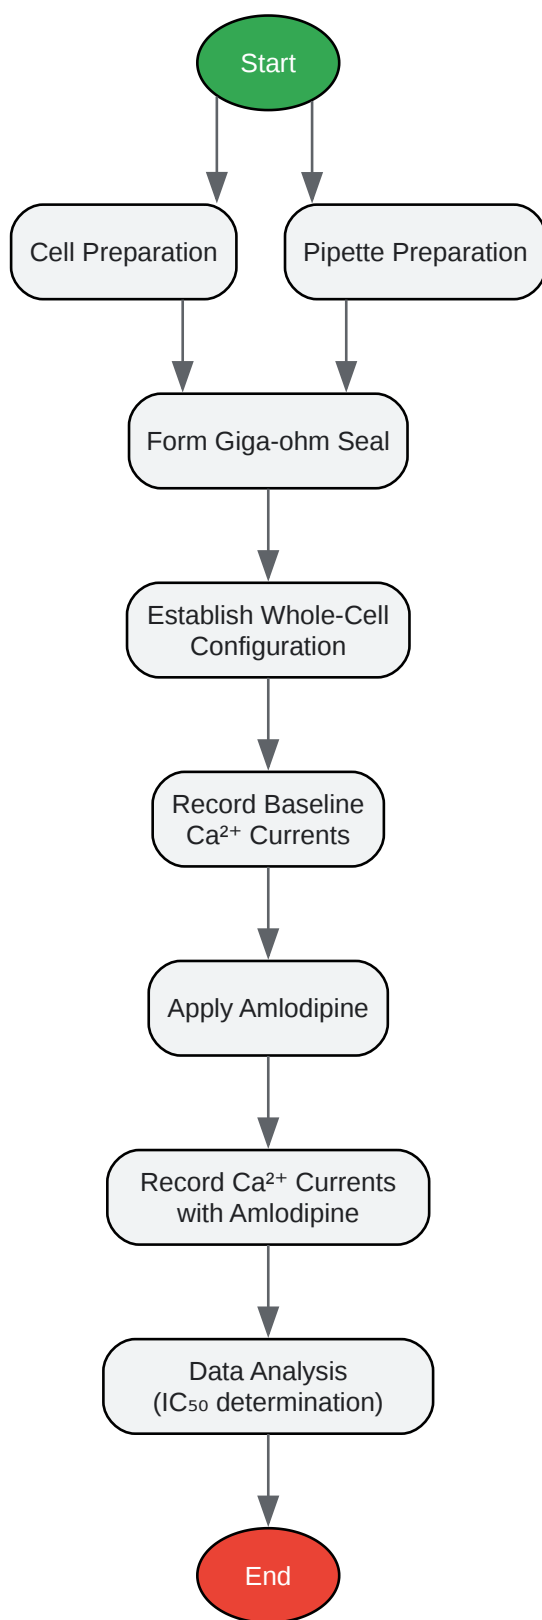 Start
Cell Preparation
Pipette Preparation
Form Giga-ohm Seal
Establish Whole-Cell
Configuration
Record Baseline
Ca²⁺ Currents
Apply Amlodipine
Record Ca²⁺ Currents
with Amlodipine
Data Analysis
(IC₅₀ determination)
End